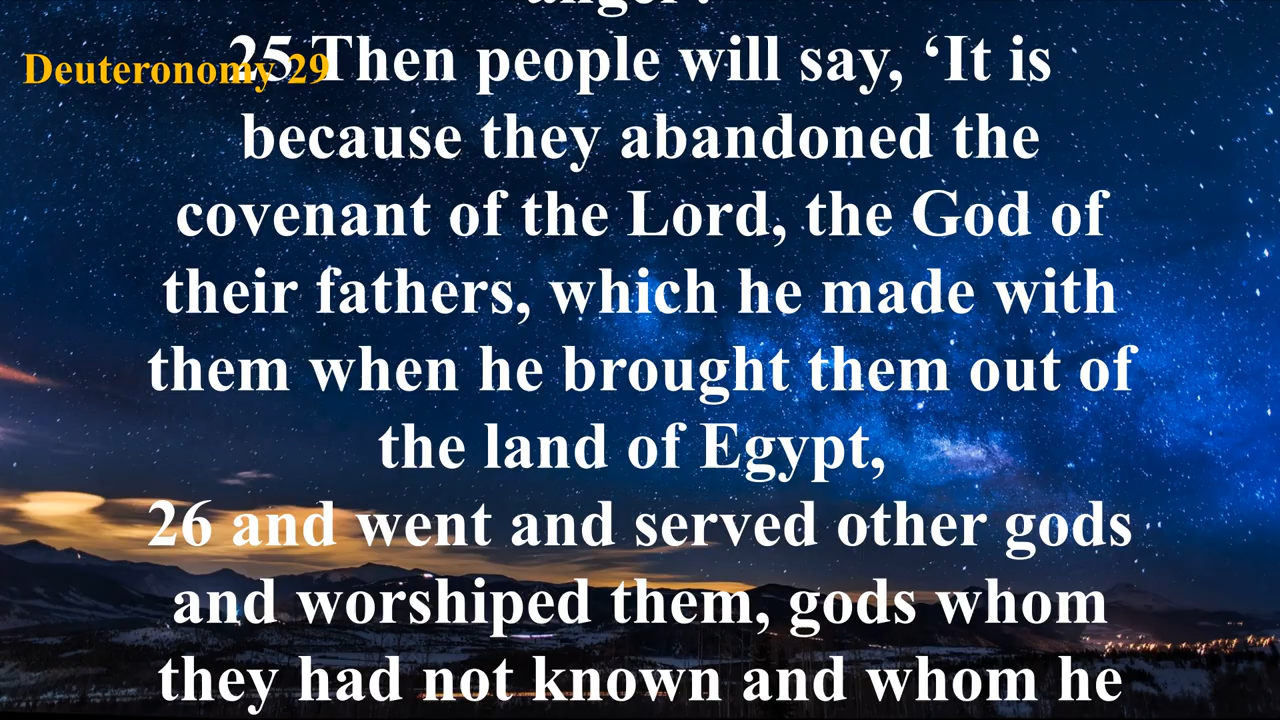 anger?
Deuteronomy 29
25 Then people will say, ‘It is
because they abandoned the
covenant of the Lord, the God of
their fathers, which he made with
them when he brought them out of
the land of Egypt,
26 and went and served other gods
and worshiped them, gods whom
they had not known and whom he